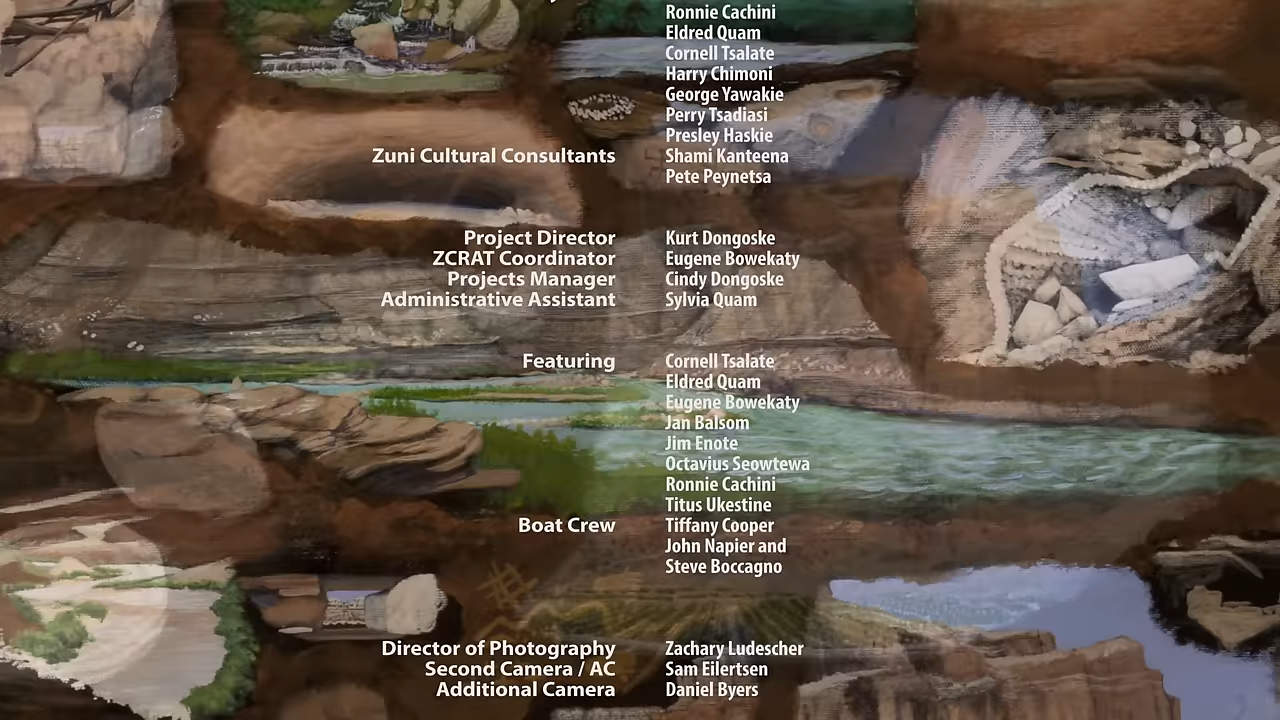 Ronnie Cachini
Eldred Quam
Cornell Tsalate
Harry Chimoni
George Yawakie
Perry Tsadiasi
Presley Haskie
Zuni Cultural Consultants Shami Kanteena
Pete Peynetsa
Project Director Kurt Dongoske
ZCRAT Coordinator Eugene Bowekaty
Projects Manager Cindy Dongoske
Administrative Assistant Sylvia Quam
Featuring Cornell Tsalate
Eldred Quam
Eugene Bowekaty
Jan Balsom
Jim Enote
Octavius Seowtewa
Ronnie Cachini
Titus Ukestine
Boat Crew Tiffany Cooper
John Napier and
Steve Boccagno
Director of Photography Zachary Ludescher
Second Camera / AC Sam Eilertsen
Additional Camera Daniel Byers